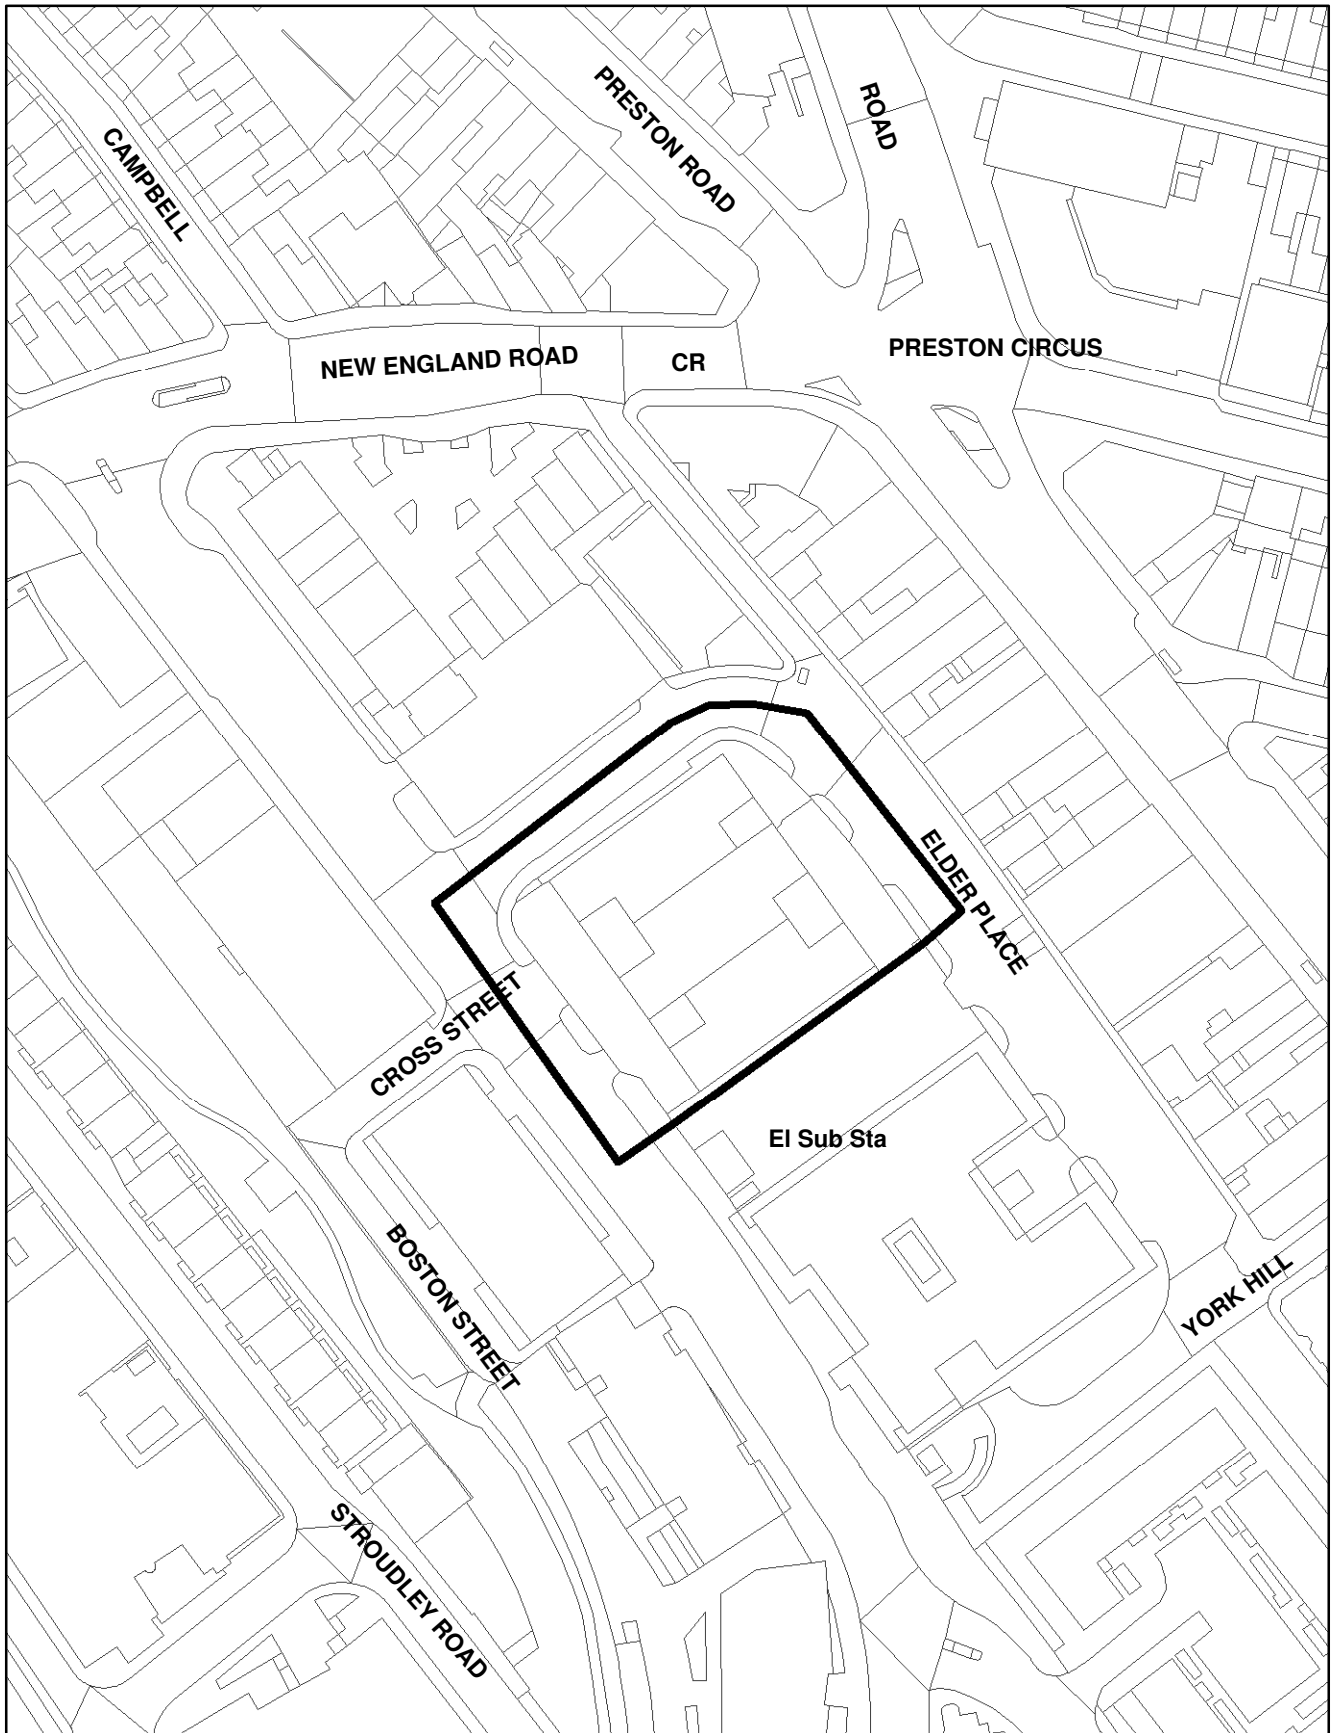 PRESTON ROAD
ROAD
CAMPBELL
PRESTON CIRCUS
NEW ENGLAND ROAD
CR
ELDER PLACE
CROSS STREET
El Sub Sta
BOSTON STREET
YORK HILL
STROUDLEY ROAD